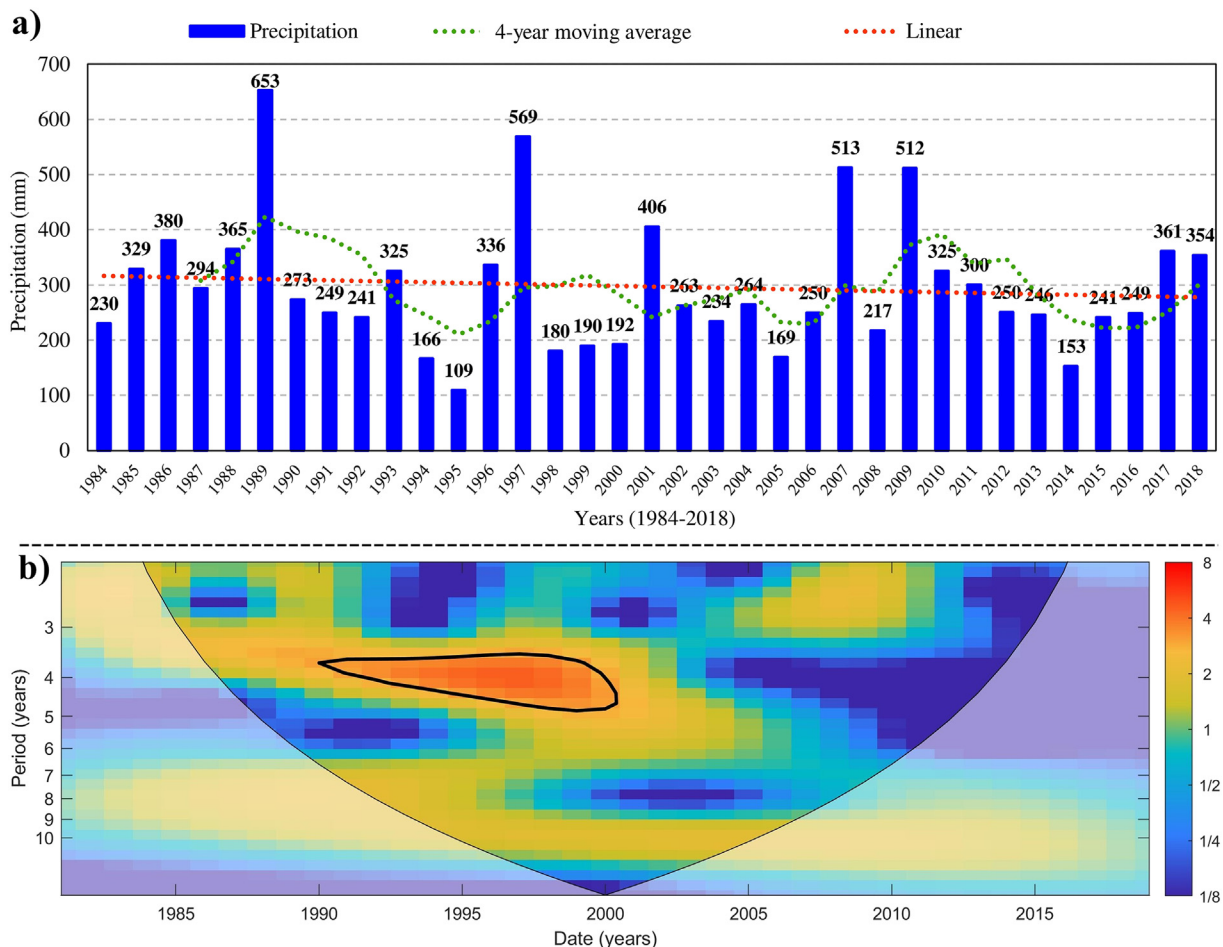 a)
Precipitation 4-year moving average Linear
Precipitation (mm)
700
600
500
400
300
200
100
0
230 329 380 294 365 653 273 249 241 325 166 109 336 569 180 190 192 406 263 234 264 169 250 513 217 512 325 300 250 246 153 241 249 361 354
1984 1985 1986 1987 1988 1989 1990 1991 1992 1993 1994 1995 1996 1997 1998 1999 2000 2001 2002 2003 2004 2005 2006 2007 2008 2009 2010 2011 2012 2013 2014 2015 2016 2017 2018
Years (1984-2018)
b)
Period (years)
3
4
5
6
7
8
9
10
1985 1990 1995 2000 2005 2010 2015
Date (years)
8
4
2
1
1/2
1/4
1/8